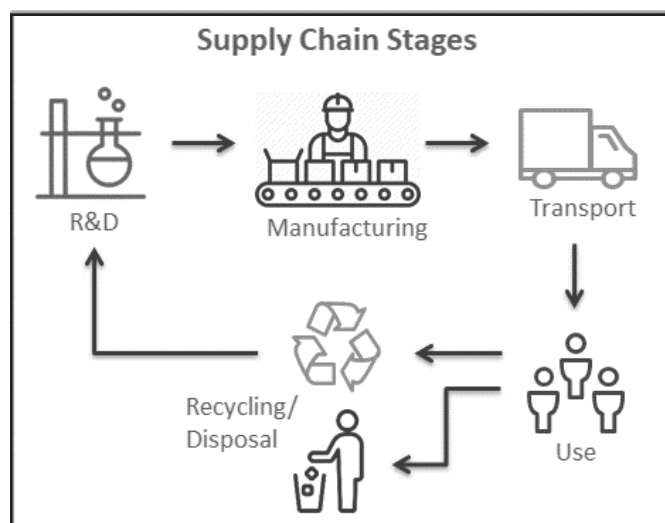 Supply Chain Stages
R&D
Manufacturing
Transport
Recycling/
Disposal
Use